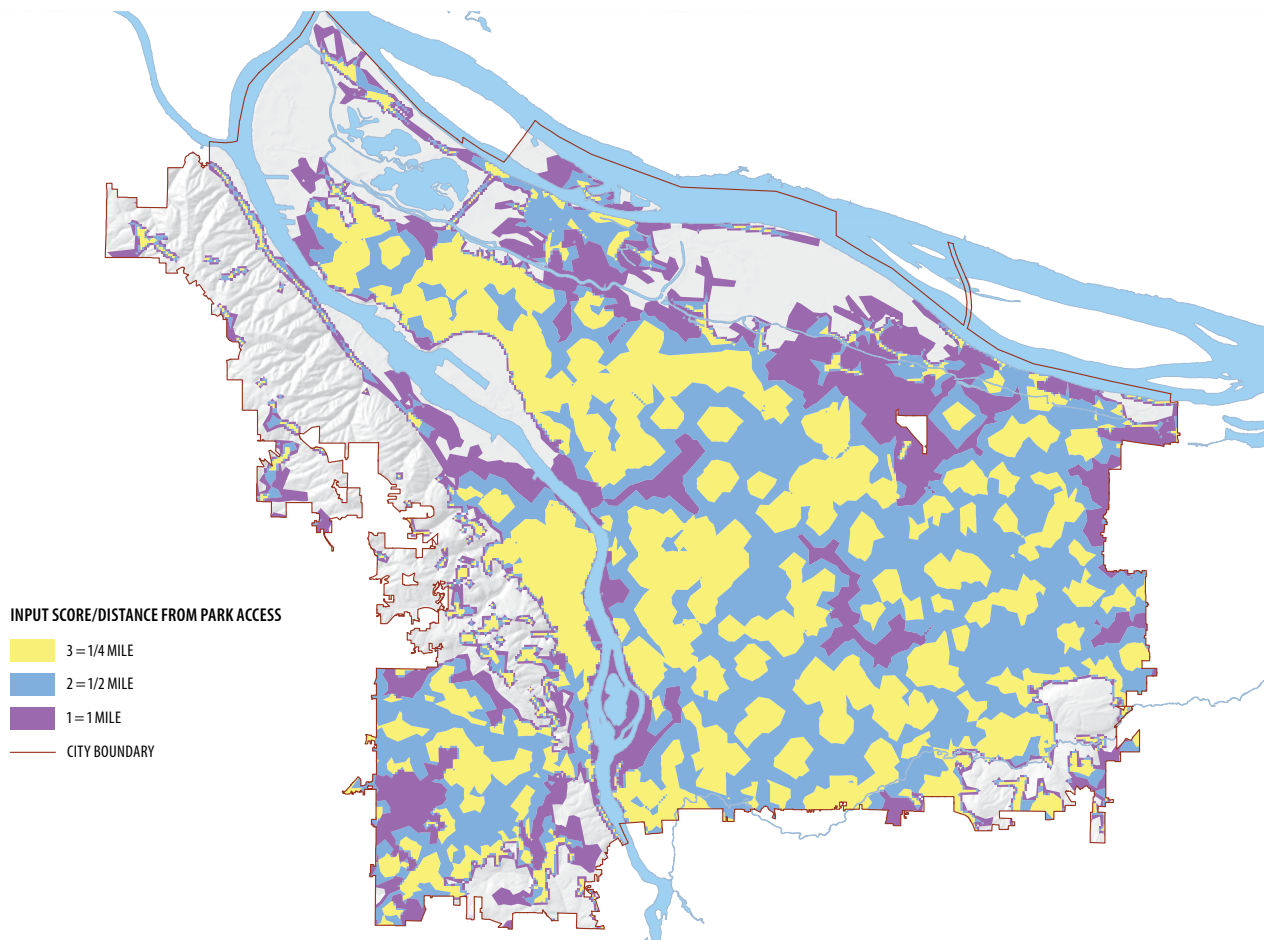 INPUT SCORE/DISTANCE FROM PARK ACCESS
3 = 1/4 MILE
2 = 1/2 MILE
1 = 1 MILE
CITY BOUNDARY